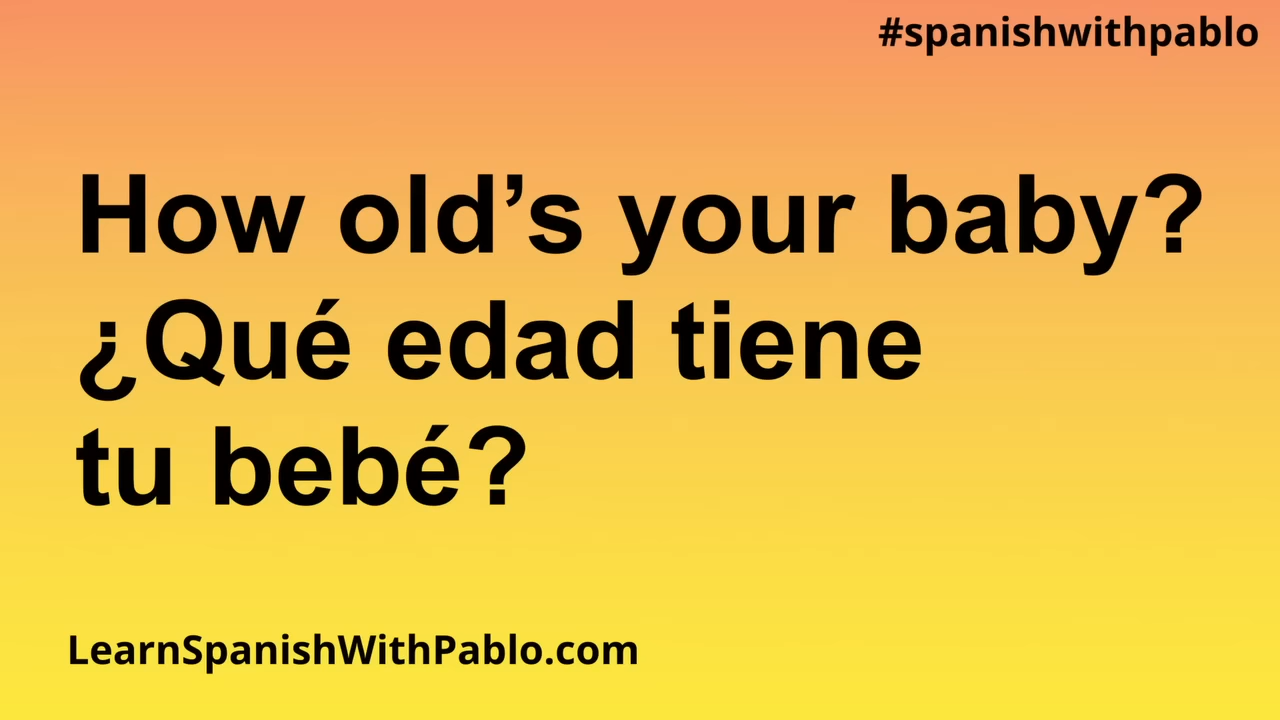 #spanishwithpablo
How old’s your baby?
¿Qué edad tiene
tu bebé?
LearnSpanishWithPablo.com